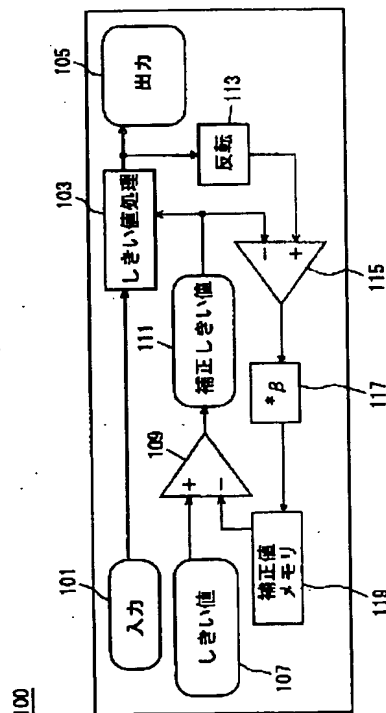 100
101
入力
103
しきい値処理
105
出力
107
しきい値
109
+
-
111
補正しきい値
113
反転
-
+
115
117
*β
119
補正値
メモリ